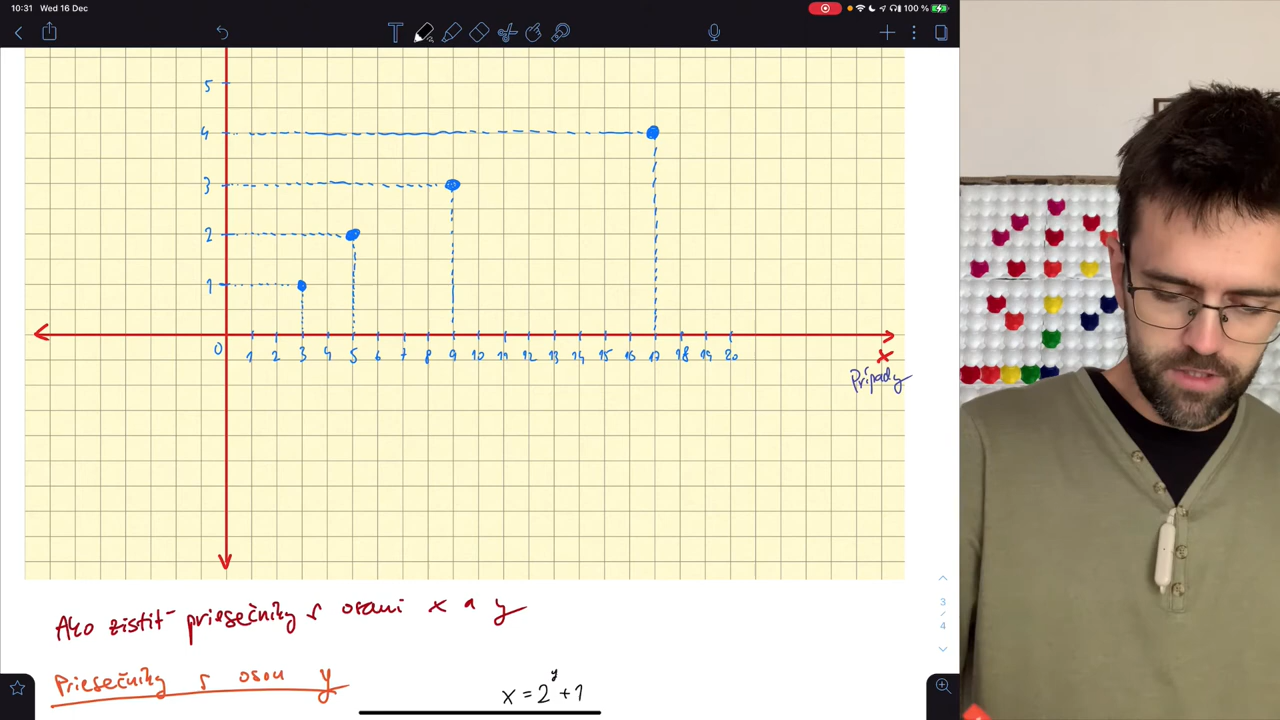 10:31 Wed 16 Dec
100 %
T
5
4
3
2
1
0 1 2 3 4 5 6 7 8 9 10 11 12 13 14 15 16 17 18 19 20
x
Prípady
Ako zistiť priesečníky s osami x a y
3
/
4
Priesečníky s osou y
x = 2^y + 1